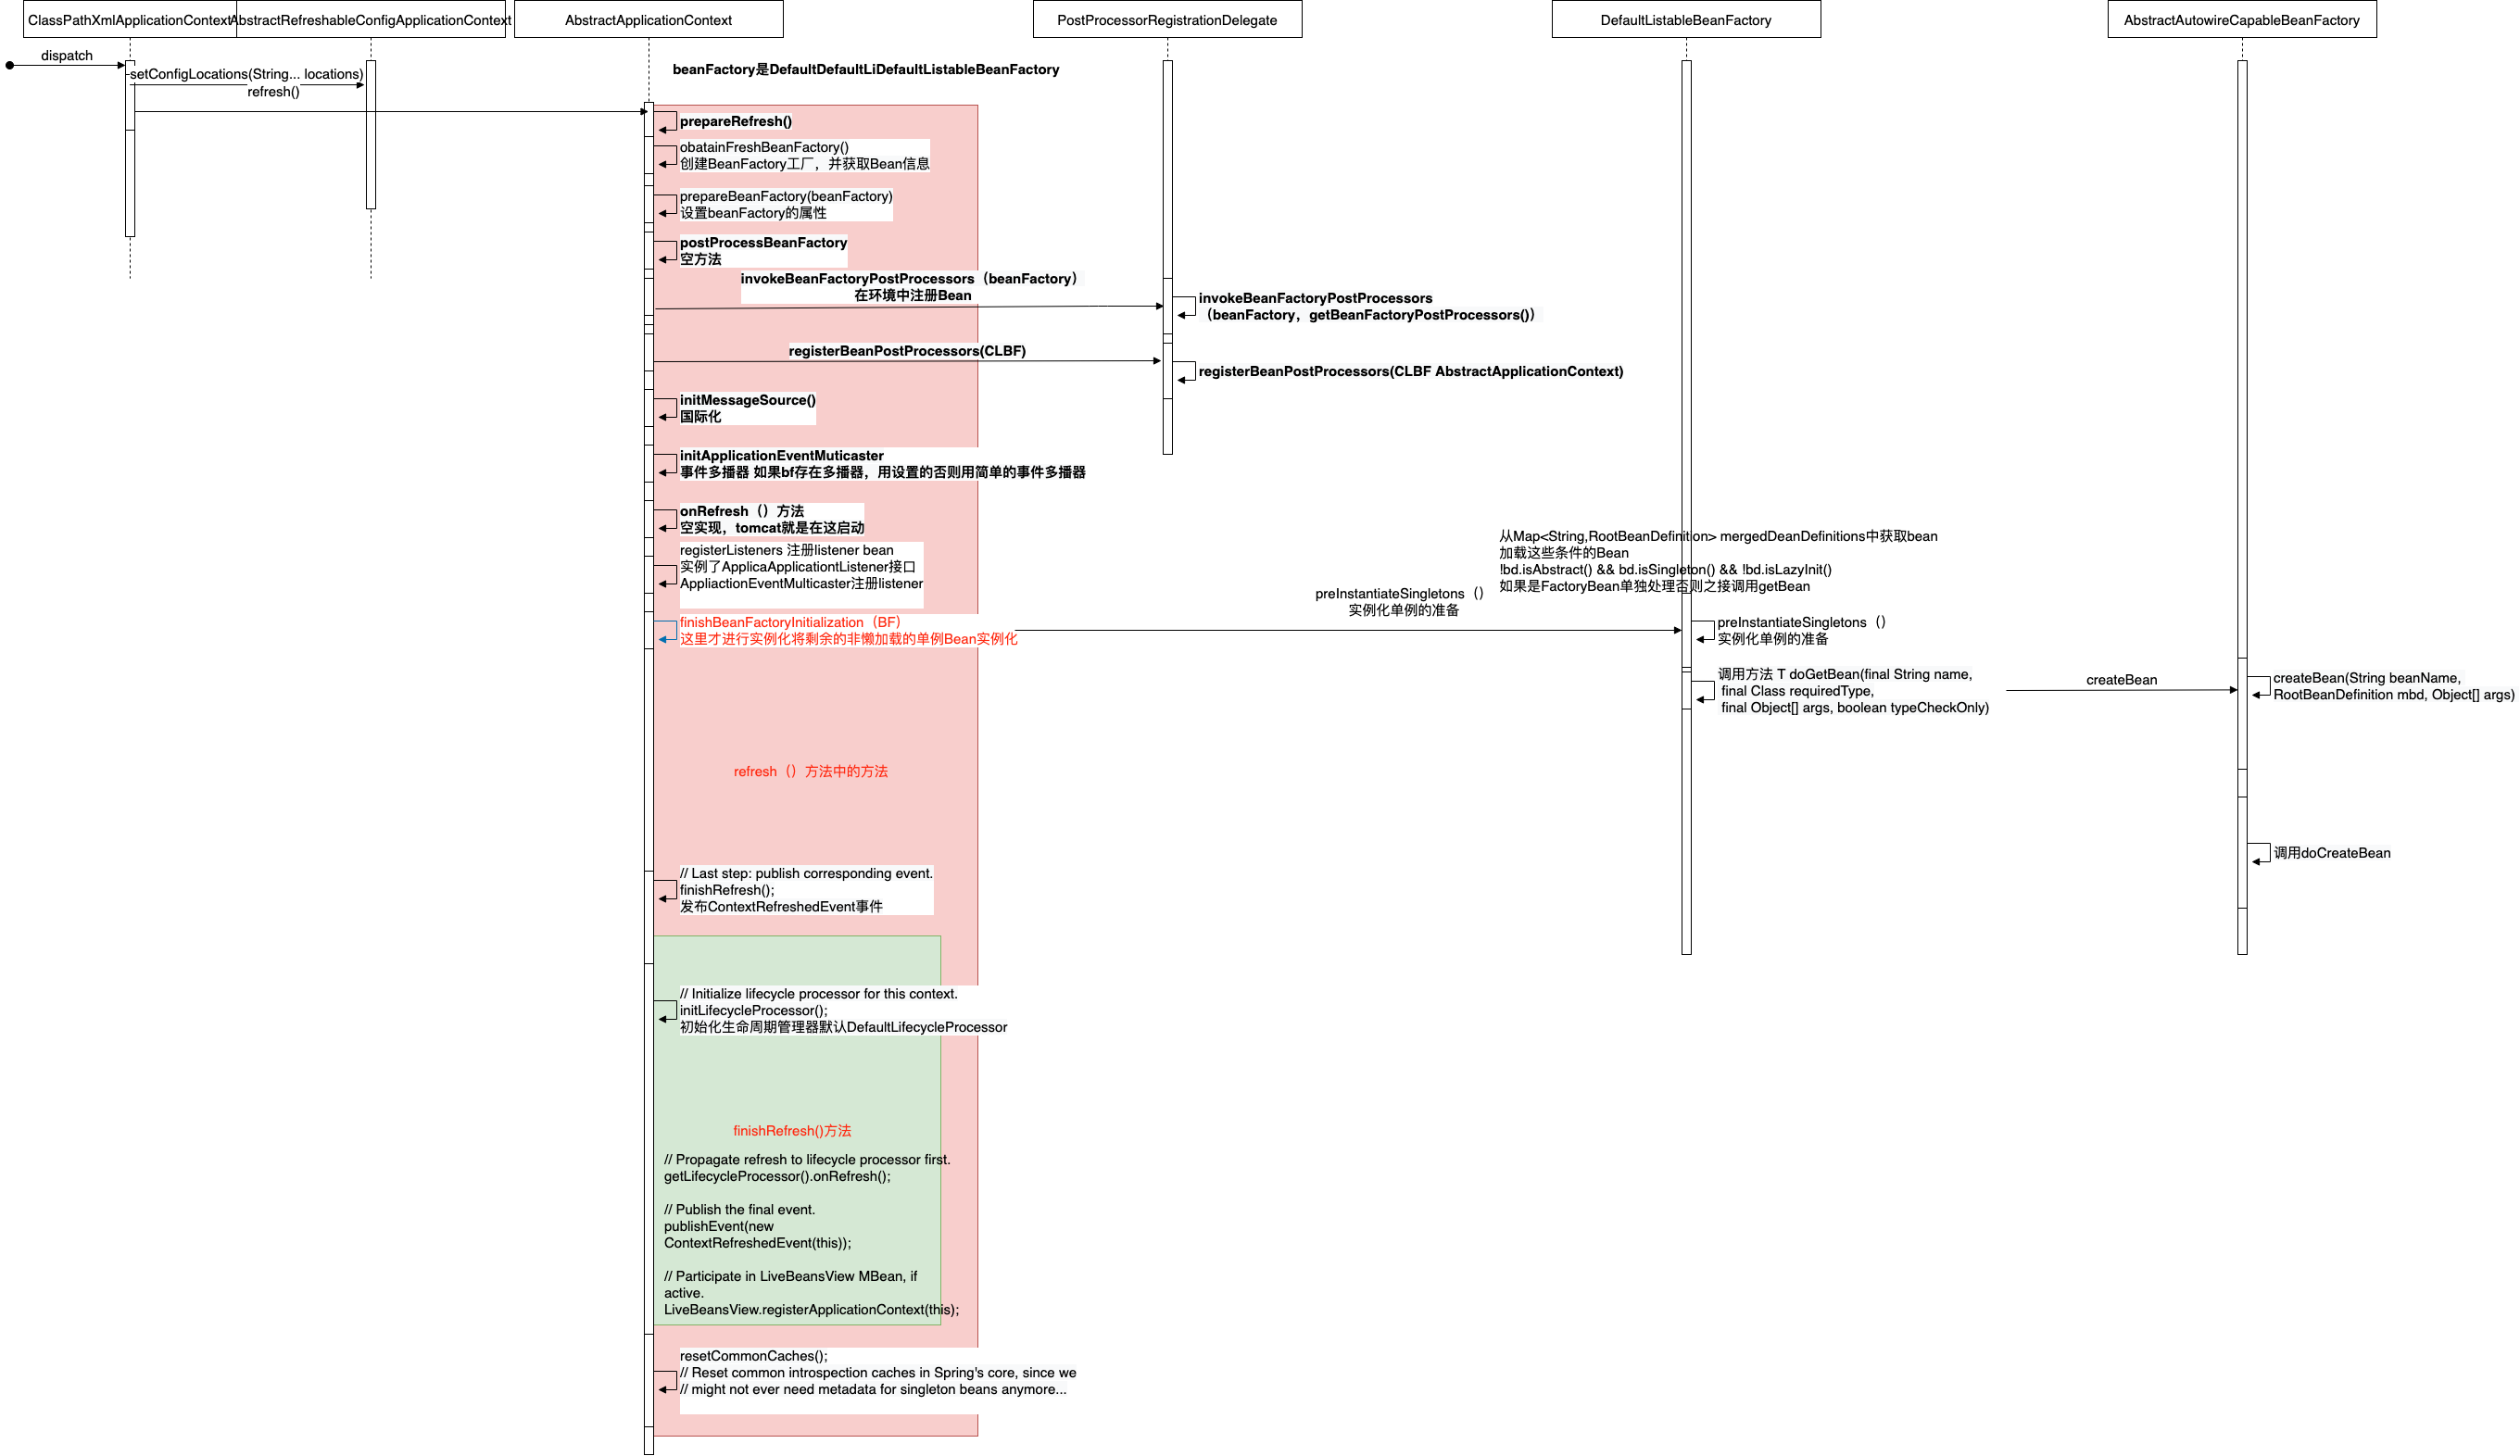 ClassPathXmlApplicationContext
AbstractRefreshableConfigApplicationContext
AbstractApplicationContext
PostProcessorRegistrationDelegate
DefaultListableBeanFactory
AbstractAutowireCapableBeanFactory
dispatch
setConfigLocations(String... locations)
refresh()
beanFactory是DefaultDefaultLiDefaultListableBeanFactory
prepareRefresh()
obatainFreshBeanFactory()
创建BeanFactory工厂，并获取Bean信息
prepareBeanFactory(beanFactory)
设置beanFactory的属性
postProcessBeanFactory
空方法
invokeBeanFactoryPostProcessors（beanFactory）
在环境中注册Bean
invokeBeanFactoryPostProcessors
（beanFactory，getBeanFactoryPostProcessors()）
registerBeanPostProcessors(CLBF)
registerBeanPostProcessors(CLBF AbstractApplicationContext)
initMessageSource()
国际化
initApplicationEventMuticaster
事件多播器 如果bf存在多播器，用设置的否则用简单的事件多播器
onRefresh（）方法
空实现，tomcat就是在这启动
registerListeners 注册listener bean
实例了ApplicaApplicationtListener接口
AppliactionEventMulticaster注册listener
从Map<String,RootBeanDefinition> mergedDeanDefinitions中获取bean
加载这些条件的Bean
!bd.isAbstract() && bd.isSingleton() && !bd.isLazyInit()
如果是FactoryBean单独处理否则之接调用getBean
finishBeanFactoryInitialization（BF）
这里才进行实例化将剩余的非懒加载的单例Bean实例化
preInstantiateSingletons（）
实例化单例的准备
preInstantiateSingletons（）
实例化单例的准备
调用方法 T doGetBean(final String name,
final Class requiredType,
final Object[] args, boolean typeCheckOnly)
createBean
createBean(String beanName,
RootBeanDefinition mbd, Object[] args)
refresh（）方法中的方法
调用doCreateBean
// Last step: publish corresponding event.
finishRefresh();
发布ContextRefreshedEvent事件
// Initialize lifecycle processor for this context.
initLifecycleProcessor();
初始化生命周期管理器默认DefaultLifecycleProcessor
finishRefresh()方法
// Propagate refresh to lifecycle processor first.
getLifecycleProcessor().onRefresh();
// Publish the final event.
publishEvent(new
ContextRefreshedEvent(this));
// Participate in LiveBeansView MBean, if
active.
LiveBeansView.registerApplicationContext(this);
resetCommonCaches();
// Reset common introspection caches in Spring's core, since we
// might not ever need metadata for singleton beans anymore...